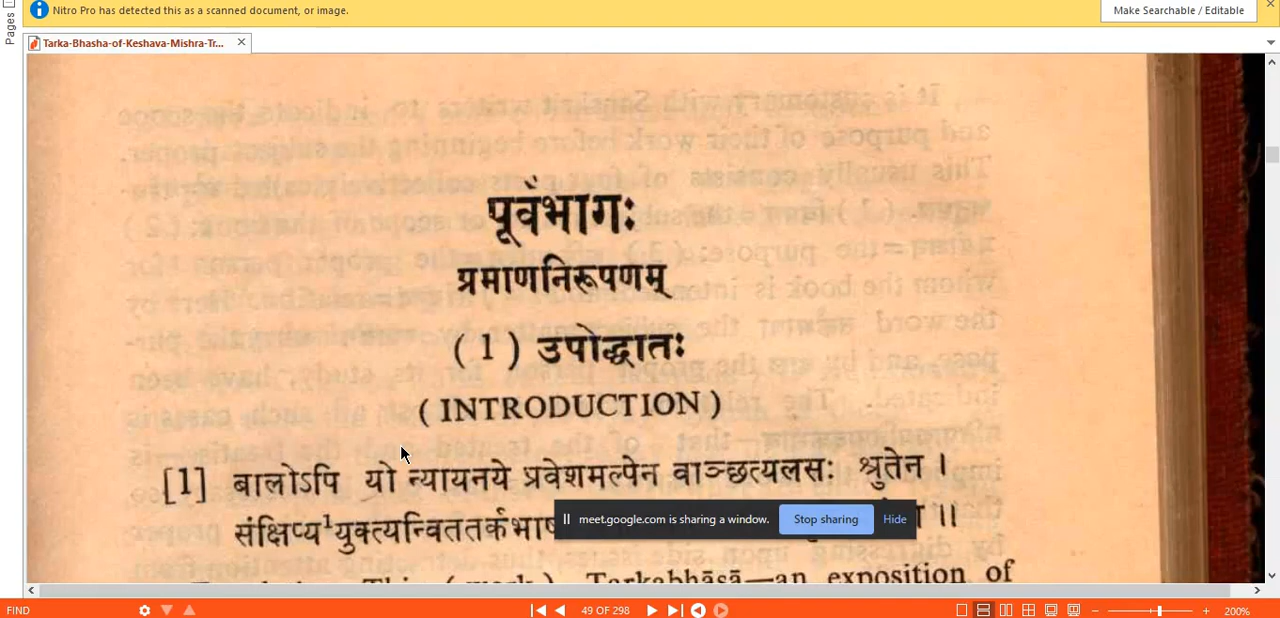 Nitro Pro has detected this as a scanned document, or image.
Make Searchable / Editable
Pages
Tarka-Bhasha-of-Keshava-Mishra-Tr...
पूर्वभागः
प्रमाणनिरूपणम्
( 1 ) उपोद्धातः
( INTRODUCTION )
[1] बालोऽपि यो न्यायनये प्रवेशमल्पेन वाञ्छत्यलसः श्रुतेन ।
संक्षिप्य¹युक्त्यन्विततर्कभाष ।।
meet.google.com is sharing a window.
Stop sharing
Hide
Tarkabhāṣā—an exposition of
FIND
49 OF 298
200%